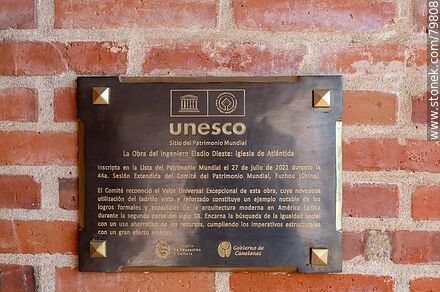 unesco
Sitio del Patrimonio Mundial
La Obra del Ingeniero Eladio Dieste: Iglesia de Atlántida
Inscripta en la Lista del Patrimonio Mundial el 27 de julio de 2021 durante la
44a. Sesión Extendida del Comité del Patrimonio Mundial, Fuzhou (China).
El Comité reconoció el Valor Universal Excepcional de esta obra, cuya novedosa
utilización del ladrillo visto y reforzado constituye un ejemplo notable de los
logros formales y espaciales de la arquitectura moderna en América Latina
durante la segunda parte del siglo XX. Encarna la búsqueda de la igualdad social
con un uso ahorrativo de los recursos, cumpliendo los imperativos estructurales
con un gran efecto estético.
de Educación
y Cultura
Gobierno de
Canelones
© www.stonek.com/79808